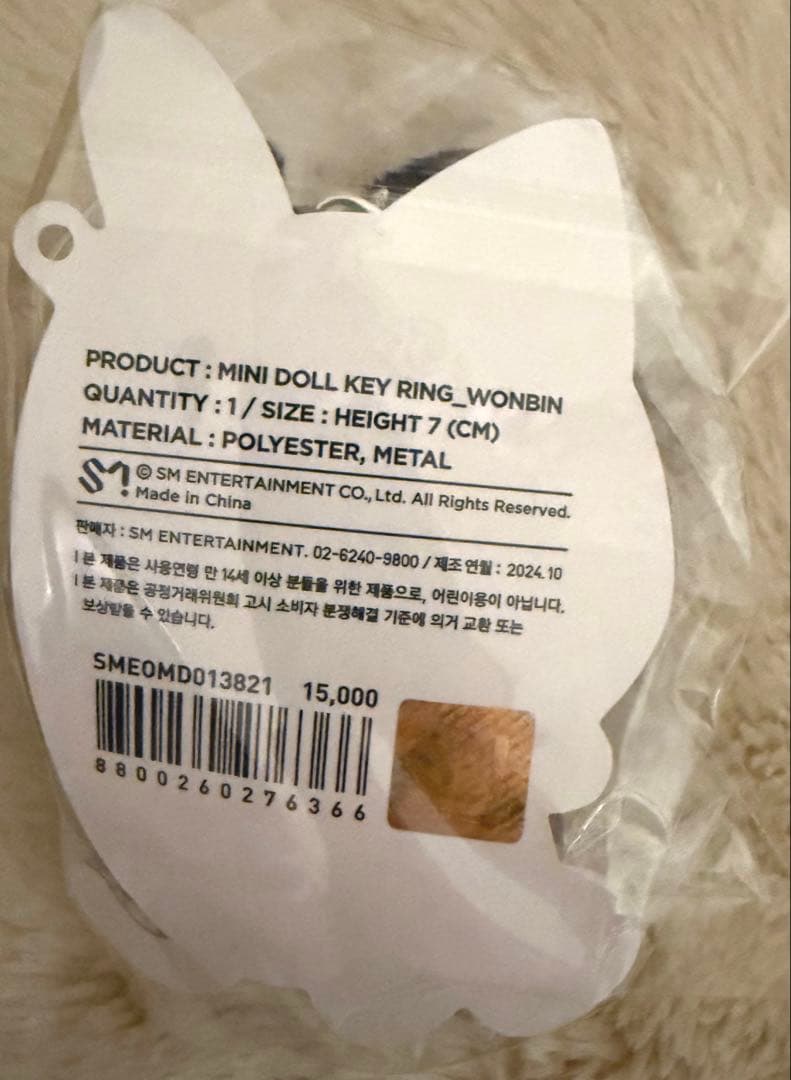 PRODUCT : MINI DOLL KEY RING_WONBIN
QUANTITY : 1 / SIZE : HEIGHT 7 (CM)
MATERIAL : POLYESTER, METAL
SM © SM ENTERTAINMENT CO., Ltd. All Rights Reserved.
Made in China
판매자 : SM ENTERTAINMENT. 02-6240-9800 / 제조 연월 : 2024.10
l 본 제품은 사용연령 만 14세 이상 분들을 위한 제품으로, 어린이용이 아닙니다.
l 본 제품은 공정거래위원회 고시 소비자 분쟁해결 기준에 의거 교환 또는
보상받을 수 있습니다.
SMEOMD013821 15,000
8800260276366